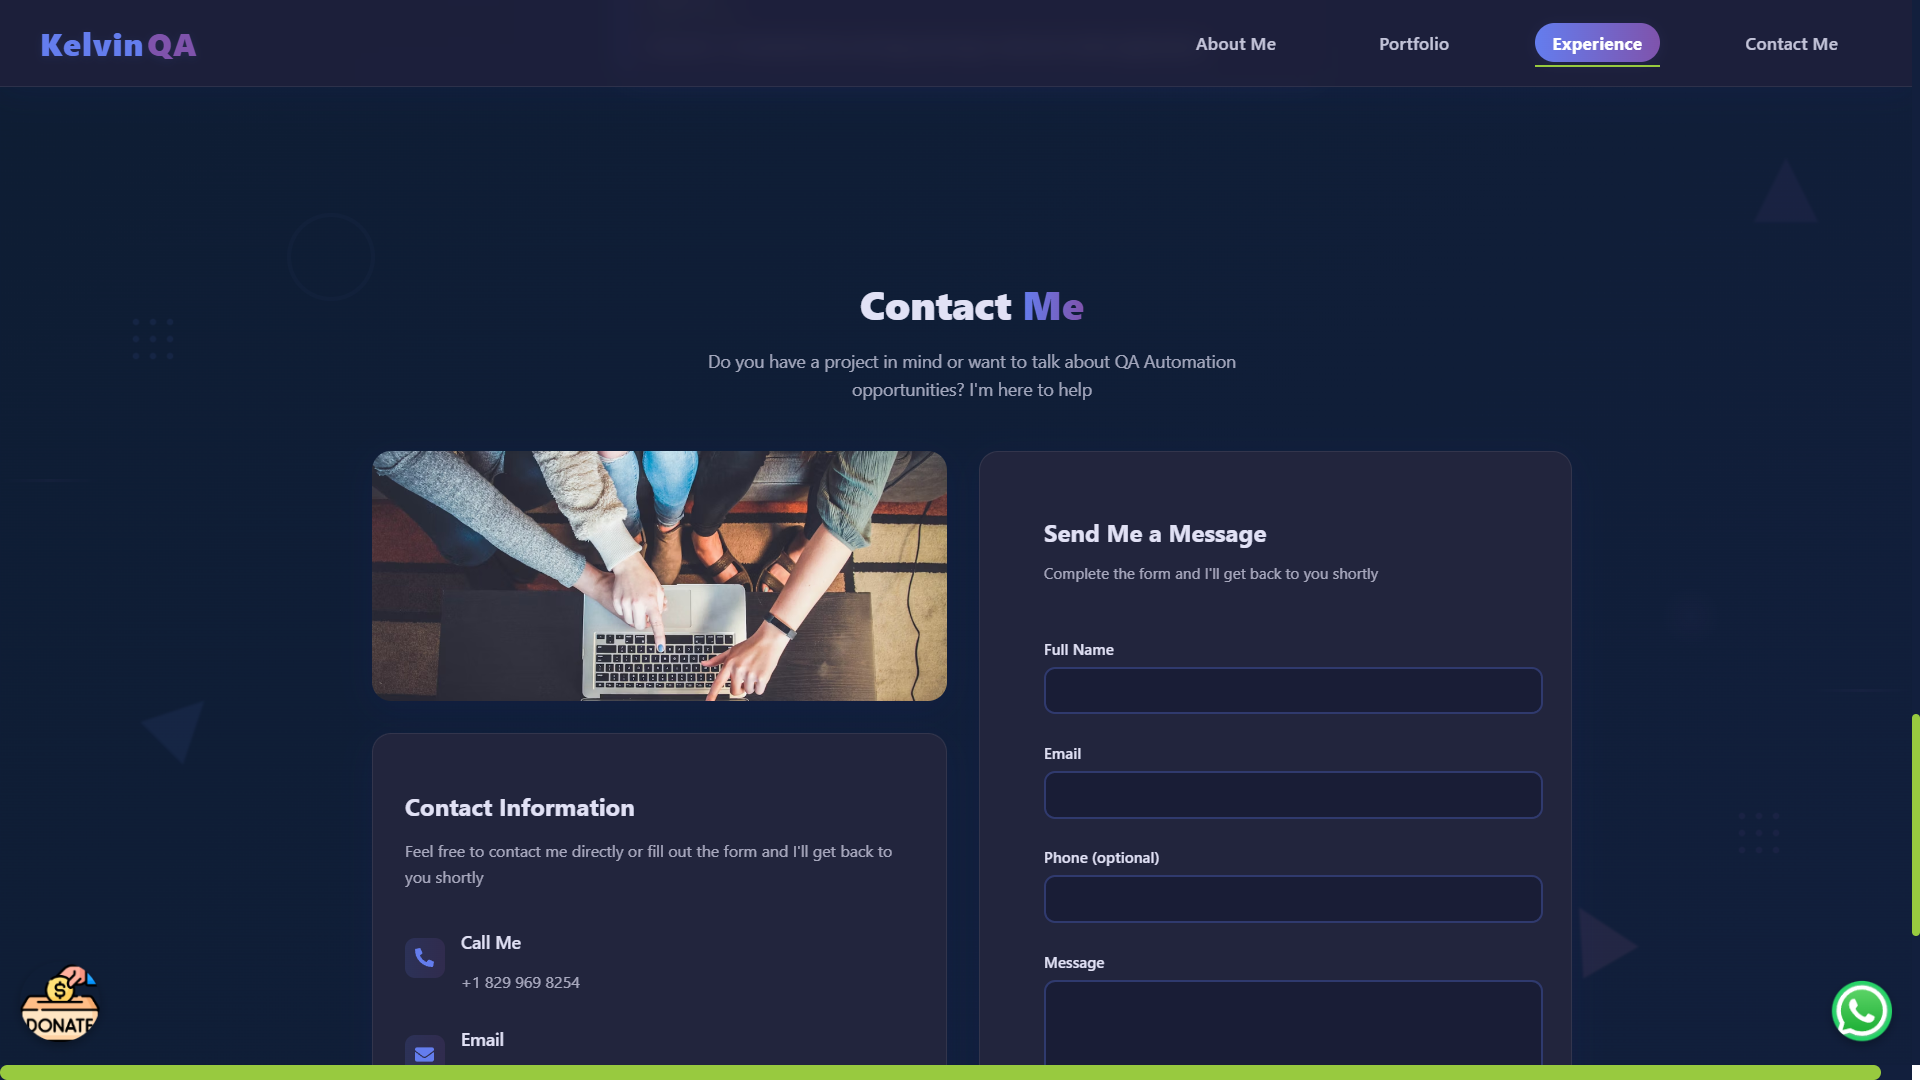 KelvinQA
About Me
Portfolio
Experience
Contact Me
Contact Me
Do you have a project in mind or want to talk about QA Automation
opportunities? I'm here to help
Send Me a Message
Complete the form and I'll get back to you shortly
Full Name
Email
Phone (optional)
Message
Contact Information
Feel free to contact me directly or fill out the form and I'll get back to
you shortly
Call Me
+1 829 969 8254
Email
$
DONATE